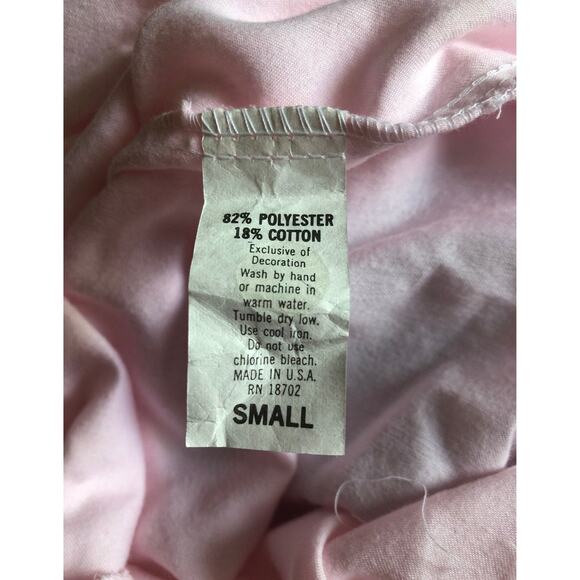 82% POLYESTER
18% COTTON
Exclusive of
Decoration
Wash by hand
or machine in
warm water.
Tumble dry low.
Use cool iron.
Do not use
chlorine bleach.
MADE IN U.S.A.
RN 18702
SMALL